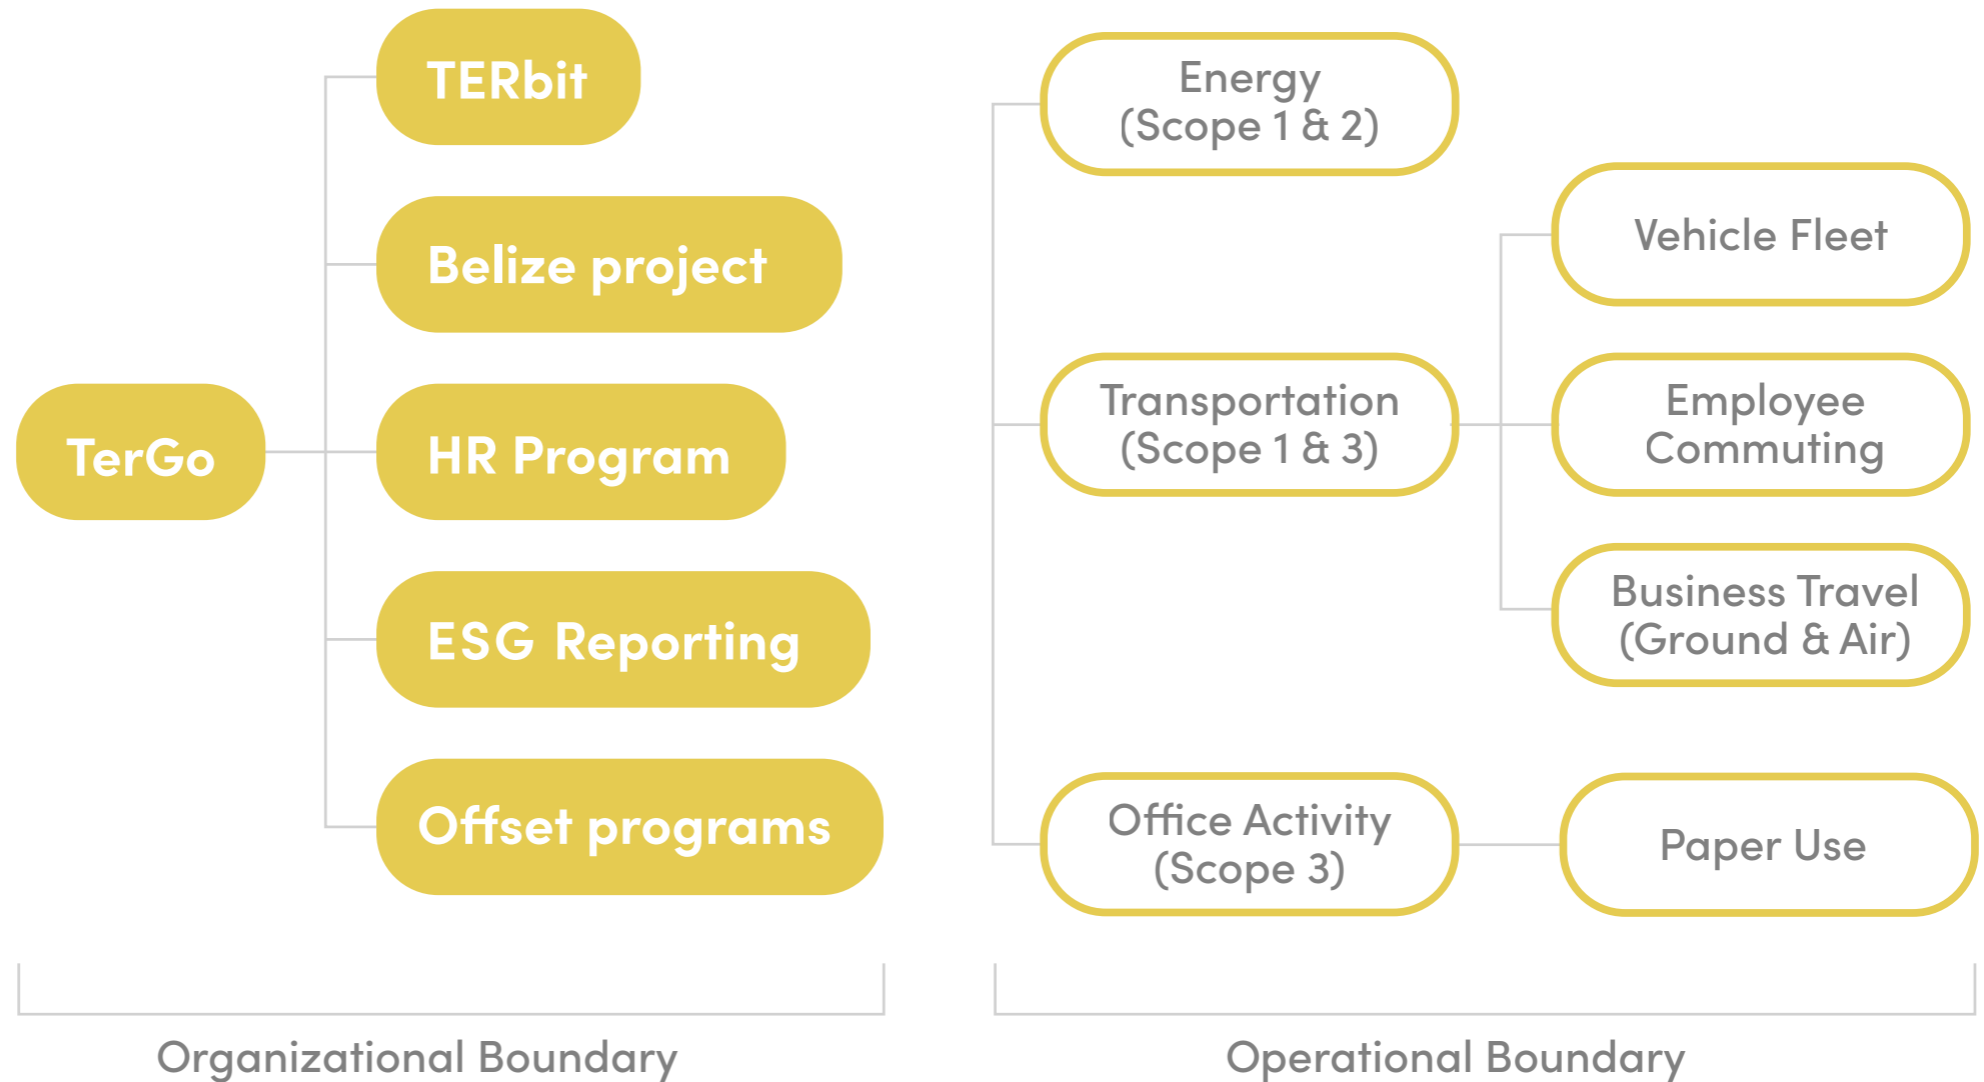 TerGo
TERbit
Belize project
HR Program
ESG Reporting
Offset programs
Organizational Boundary
Energy
(Scope 1 & 2)
Transportation
(Scope 1 & 3)
Vehicle Fleet
Employee
Commuting
Business Travel
(Ground & Air)
Office Activity
(Scope 3)
Paper Use
Operational Boundary